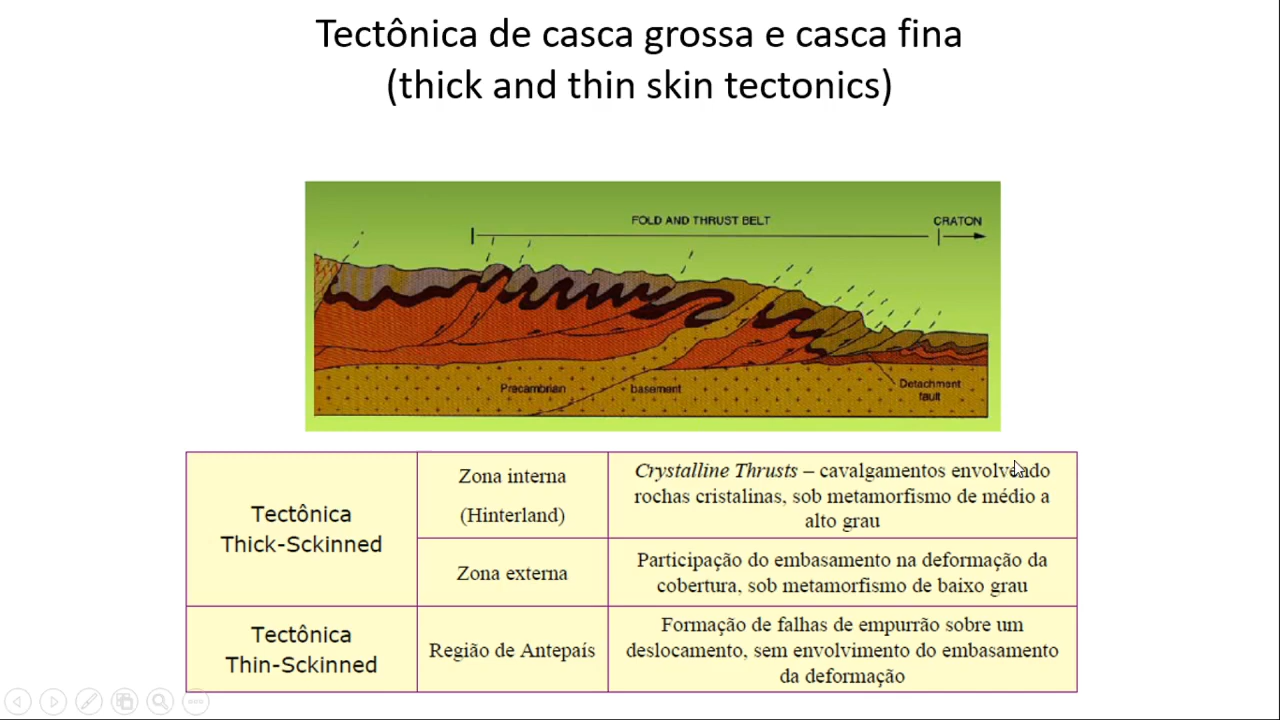 Tectônica de casca grossa e casca fina
(thick and thin skin tectonics)
FOLD AND THRUST BELT
CRATON
Precambrian
basement
Detachment
fault
Tectônica
Thick-Sckinned
Zona interna
(Hinterland)
Crystalline Thrusts – cavalgamentos envolvendo
rochas cristalinas, sob metamorfismo de médio a
alto grau
Zona externa
Participação do embasamento na deformação da
cobertura, sob metamorfismo de baixo grau
Tectônica
Thin-Sckinned
Região de Antepaís
Formação de falhas de empurrão sobre um
deslocamento, sem envolvimento do embasamento
da deformação